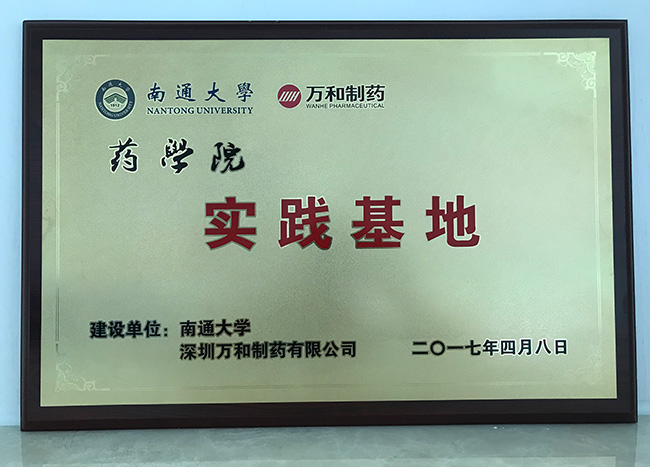 南通大學 万和制药
NANTONG UNIVERSITY WANHE PHARMACEUTICAL
药学院
实践基地
建设单位：南通大学
深圳万和制药有限公司 二〇一七年四月八日
1912